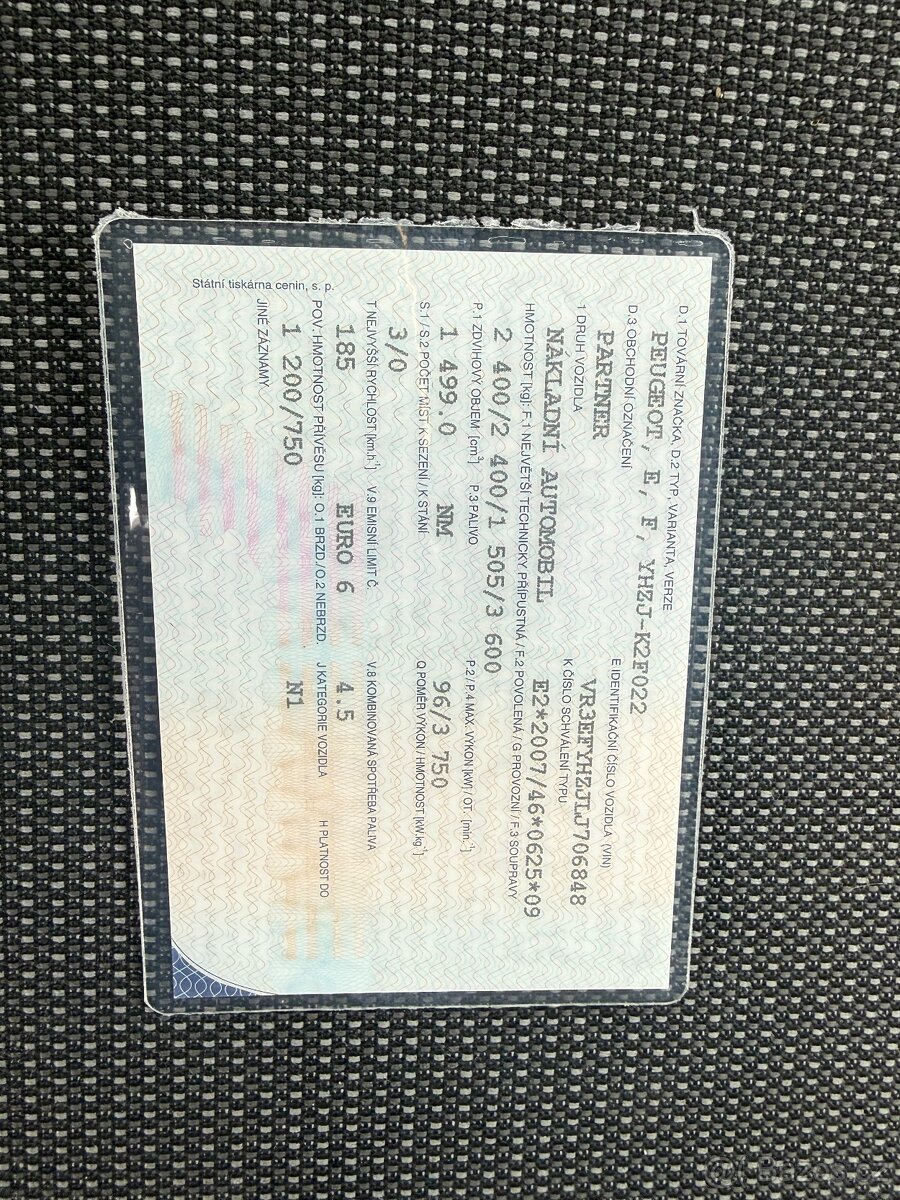 D.1 TOVÁRNÍ ZNAČKA, D.2 TYP, VARIANTA, VERZE
PEUGEOT, E, F, YHZJ-K2F022
D.3 OBCHODNÍ OZNAČENÍ E IDENTIFIKAČNÍ ČÍSLO VOZIDLA (VIN)
PARTNER VR3EFYHZJLJ706848
1 DRUH VOZIDLA K ČÍSLO SCHVÁLENÍ TYPU
NÁKLADNÍ AUTOMOBIL E2*2007/46*0625*09
HMOTNOST [kg]: F.1 NEJVĚTŠÍ TECHNICKY PŘÍPUSTNÁ / F.2 POVOLENÁ / G PROVOZNÍ / F.3 SOUPRAVY
2 400/2 400/1 505/3 600
P.1 ZDVIHOVÝ OBJEM [cm³] P.3 PALIVO P.2 / P.4 MAX. VÝKON [kW] / OT. [min.-1]
1 499.0 NM 96/3 750
S.1 / S.2 POČET MÍST K SEZENÍ / K STÁNÍ Q POMĚR VÝKON / HMOTNOST [kW.kg-1]
3/0
T NEJVYŠŠÍ RYCHLOST [km.h-1] V.9 EMISNÍ LIMIT Č. V.8 KOMBINOVANÁ SPOTŘEBA PALIVA
185 EURO 6 4.5
POV. HMOTNOST PŘÍVĚSU [kg]: O.1 BRZD./O.2 NEBRZD. J KATEGORIE VOZIDLA H PLATNOST DO
1 200/750 N1
JINÉ ZÁZNAMY
Státní tiskárna cenin, s. p.
Bazos.cz